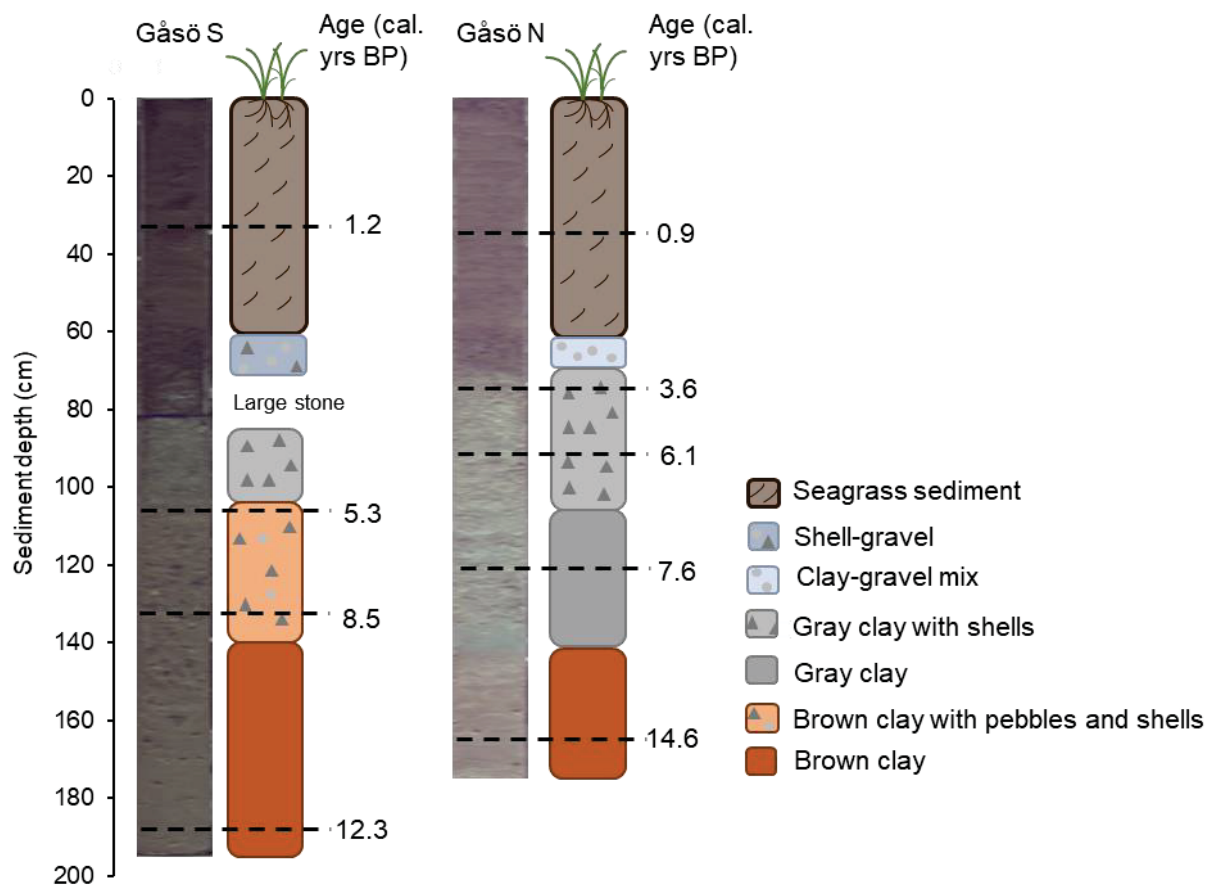 Gåsö S
Age (cal.
yrs BP)
Gåsö N
Age (cal.
yrs BP)
Sediment depth (cm)
0
20
40
60
80
100
120
140
160
180
200
1.2
Large stone
5.3
8.5
12.3
0.9
3.6
6.1
7.6
14.6
Seagrass sediment
Shell-gravel
Clay-gravel mix
Gray clay with shells
Gray clay
Brown clay with pebbles and shells
Brown clay